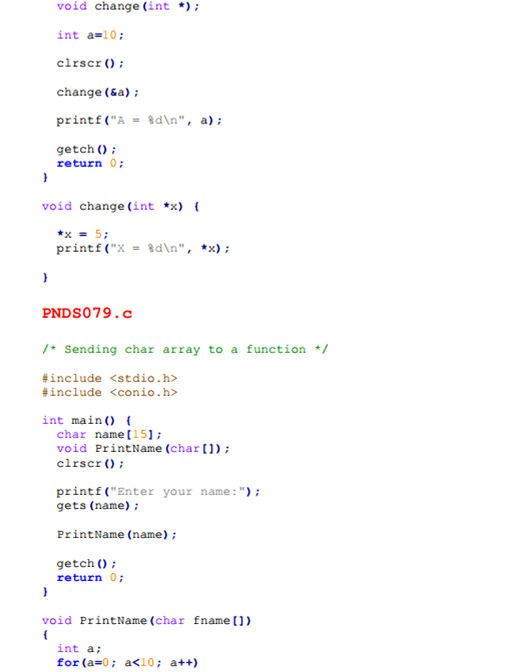 void change(int *);
int a=10;
clrscr();
change(&a);
printf("A = %d\n", a);
getch();
return 0;
}
void change(int *x) {
*x = 5;
printf("X = %d\n", *x);
}
PNDS079.c
/* Sending char array to a function */
#include <stdio.h>
#include <conio.h>
int main() {
char name[15];
void PrintName(char[]);
clrscr();
printf("Enter your name:");
gets(name);
PrintName(name);
getch();
return 0;
}
void PrintName(char fname[])
{
int a;
for(a=0; a<10; a++)